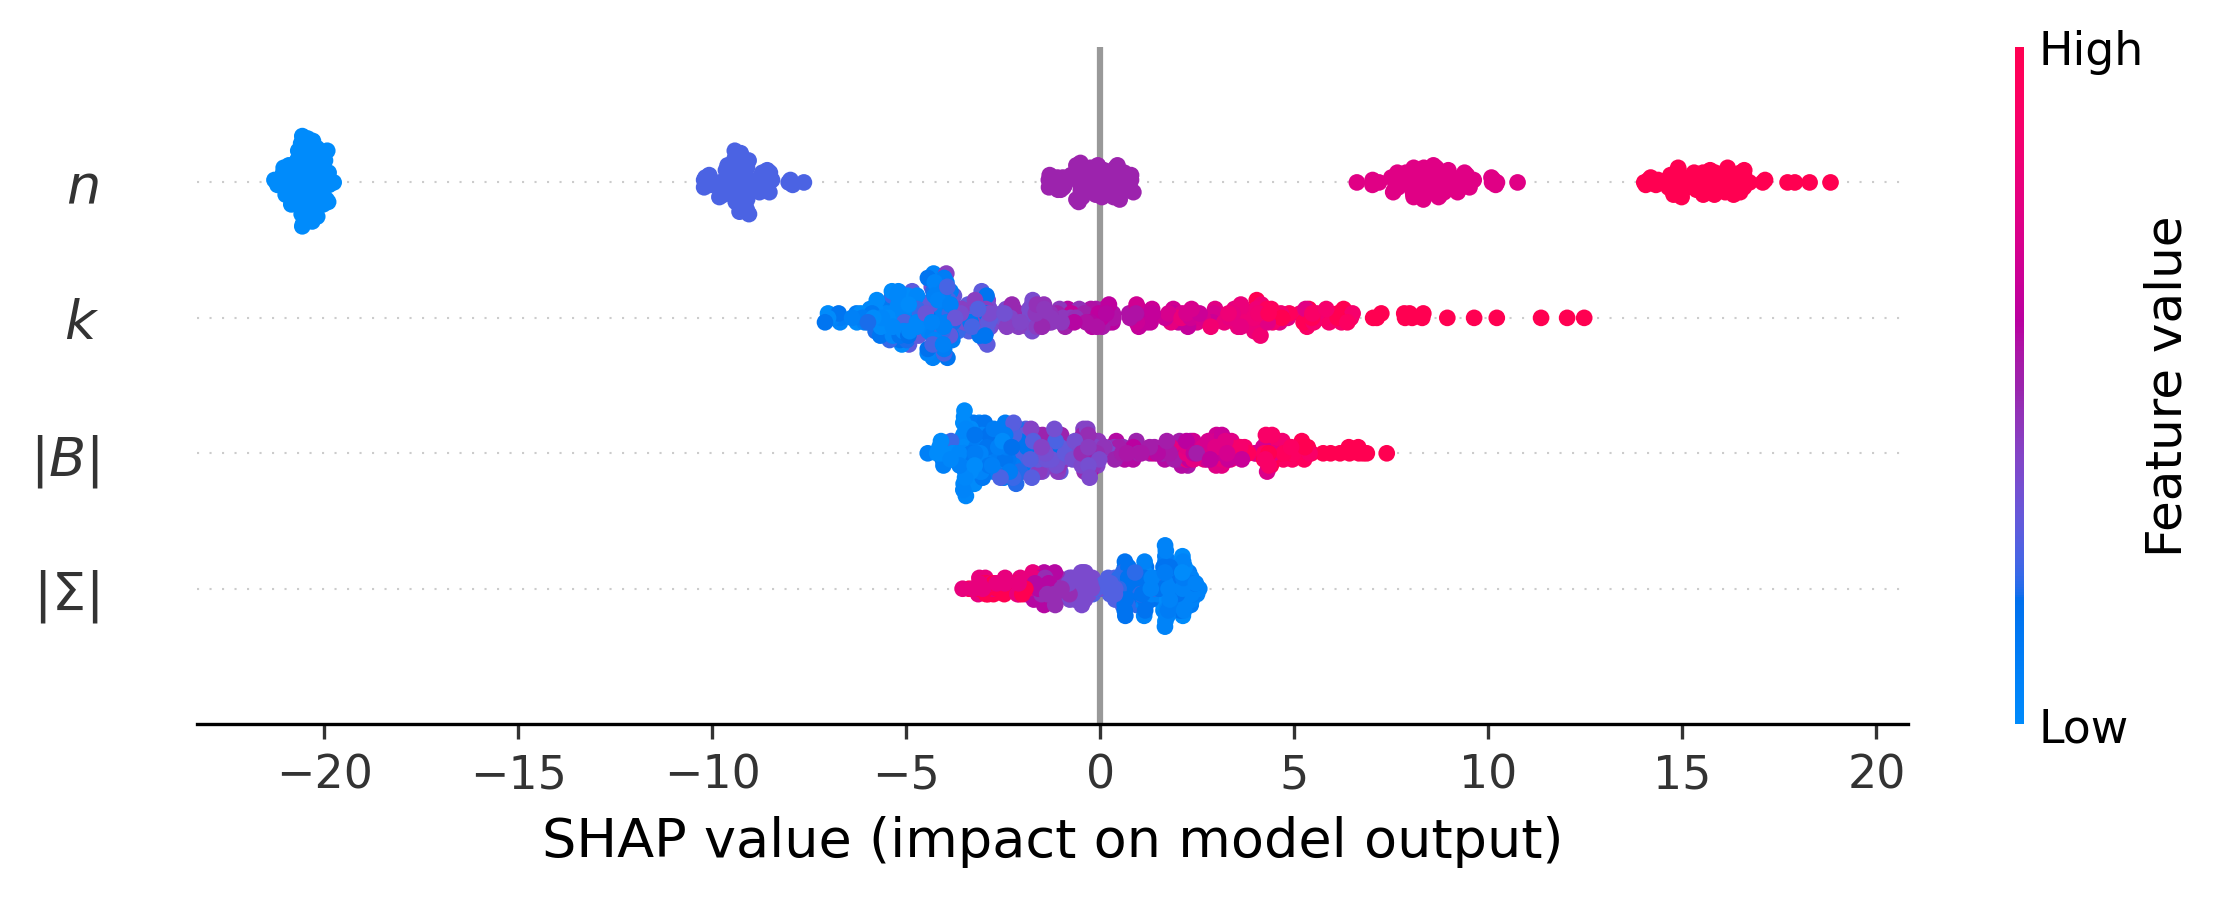 High
n
k
|B|
|Σ|
Feature value
Low
−20 −15 −10 −5 0 5 10 15 20
SHAP value (impact on model output)